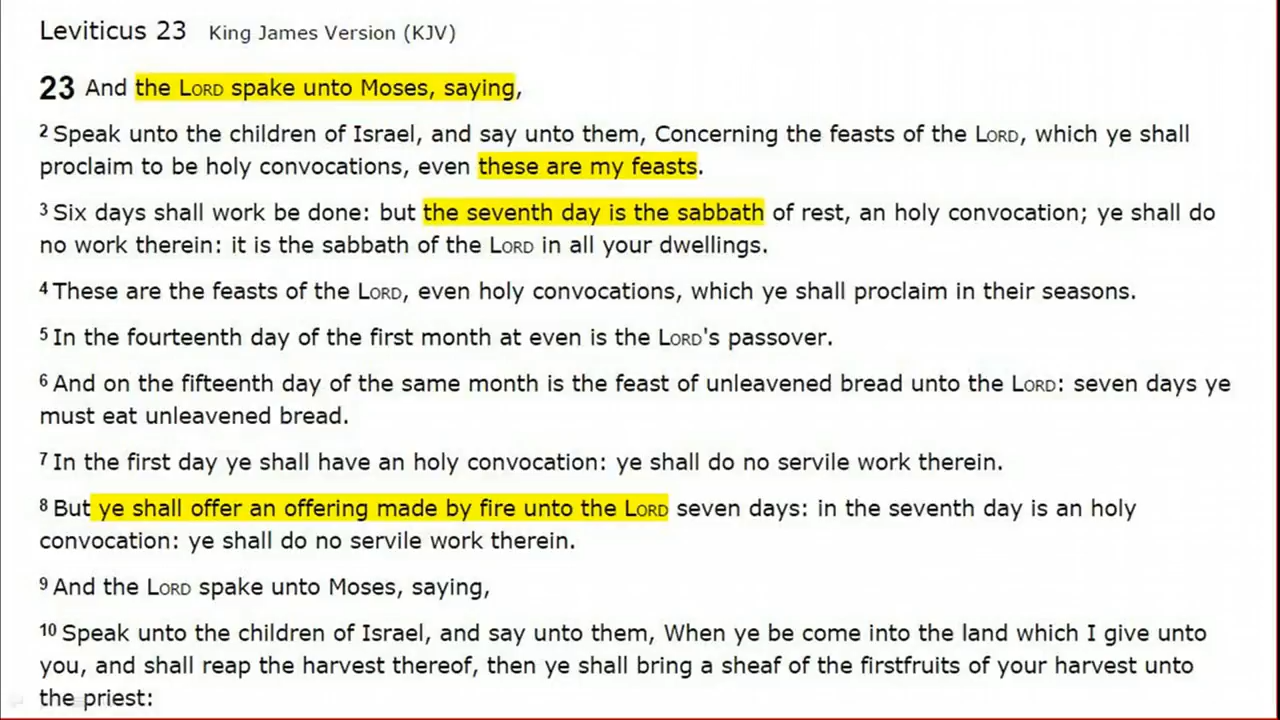 Leviticus 23 King James Version (KJV)
23 And the LORD spake unto Moses, saying,
2 Speak unto the children of Israel, and say unto them, Concerning the feasts of the LORD, which ye shall
proclaim to be holy convocations, even these are my feasts.
3 Six days shall work be done: but the seventh day is the sabbath of rest, an holy convocation; ye shall do
no work therein: it is the sabbath of the LORD in all your dwellings.
4 These are the feasts of the LORD, even holy convocations, which ye shall proclaim in their seasons.
5 In the fourteenth day of the first month at even is the LORD's passover.
6 And on the fifteenth day of the same month is the feast of unleavened bread unto the LORD: seven days ye
must eat unleavened bread.
7 In the first day ye shall have an holy convocation: ye shall do no servile work therein.
8 But ye shall offer an offering made by fire unto the LORD seven days: in the seventh day is an holy
convocation: ye shall do no servile work therein.
9 And the LORD spake unto Moses, saying,
10 Speak unto the children of Israel, and say unto them, When ye be come into the land which I give unto
you, and shall reap the harvest thereof, then ye shall bring a sheaf of the firstfruits of your harvest unto
the priest: